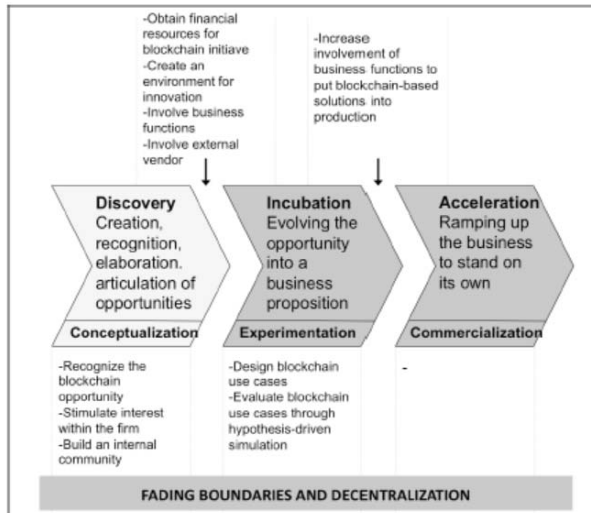 -Obtain financial
resources for
blockchain initiave
-Create an
environment for
innovation
-Involve business
functions
-Involve external
vendor
-Increase
involvement of
business functions to
put blockchain-based
solutions into
production
Discovery
Creation,
recognition,
elaboration.
articulation of
opportunities
Conceptualization
Incubation
Evolving the
opportunity
into a
business
proposition
Experimentation
Acceleration
Ramping up
the business
to stand on
its own
Commercialization
-Recognize the
blockchain
opportunity
-Stimulate interest
within the firm
-Build an internal
community
-Design blockchain
use cases
-Evaluate blockchain
use cases through
hypothesis-driven
simulation
-
FADING BOUNDARIES AND DECENTRALIZATION